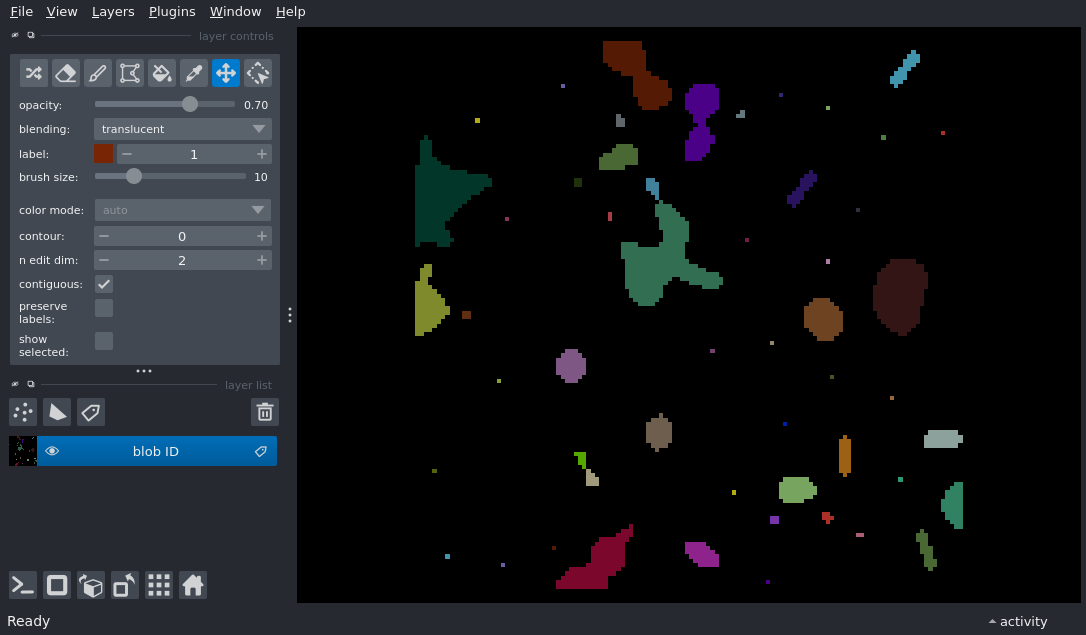 File View Layers Plugins Window Help
layer controls
opacity: 0.70
blending: translucent
label: 1
brush size: 10
color mode: auto
contour: 0
n edit dim: 2
contiguous:
preserve
labels:
show
selected:
layer list
blob ID
Ready activity